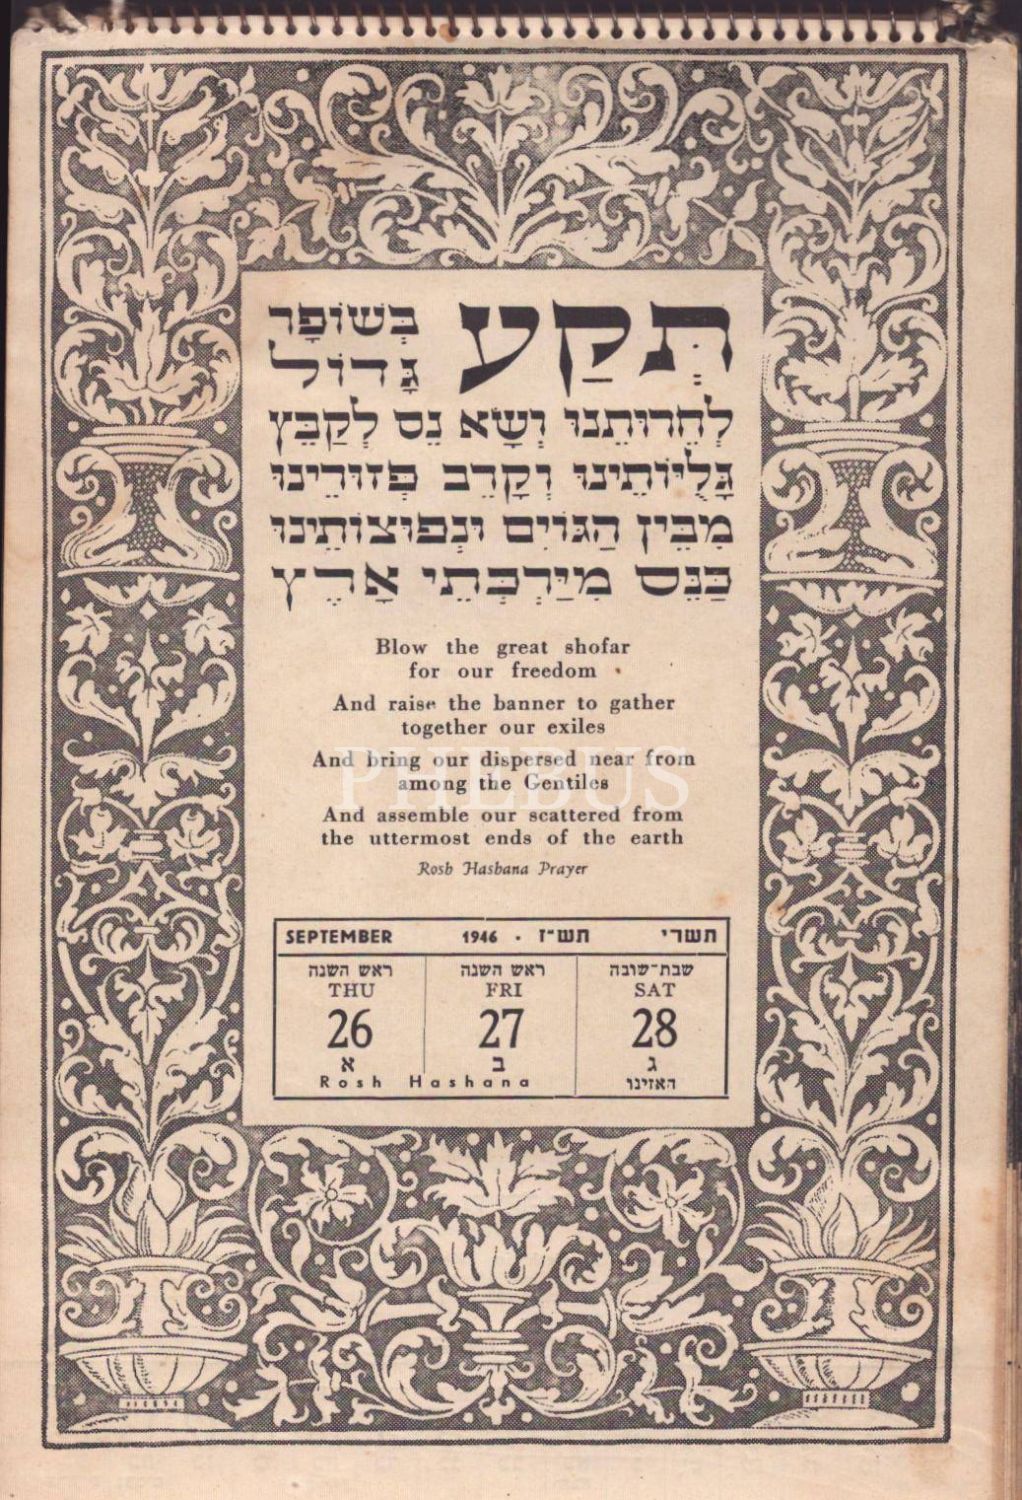 תְּקַע בְּשׁוֹפָר
גָּדוֹל
לְחֵרוּתֵנוּ וְשָׂא נֵס לְקַבֵּץ
גָּלֻיּוֹתֵינוּ וְקָרֵב פְּזוּרֵינוּ
מִבֵּין הַגּוֹיִם וּנְפוּצוֹתֵינוּ
כַּנֵּס מִיַּרְכְּתֵי אָרֶץ
Blow the great shofar
for our freedom
And raise the banner to gather
together our exiles
And bring our dispersed near from
among the Gentiles
PHEBUS
And assemble our scattered from
the uttermost ends of the earth
Rosh Hashana Prayer
SEPTEMBER 1946 · תש״ז תשרי
ראש השנה ראש השנה שבת־שובה
THU FRI SAT
26 27 28
א ב ג
Rosh Hashana האזינו